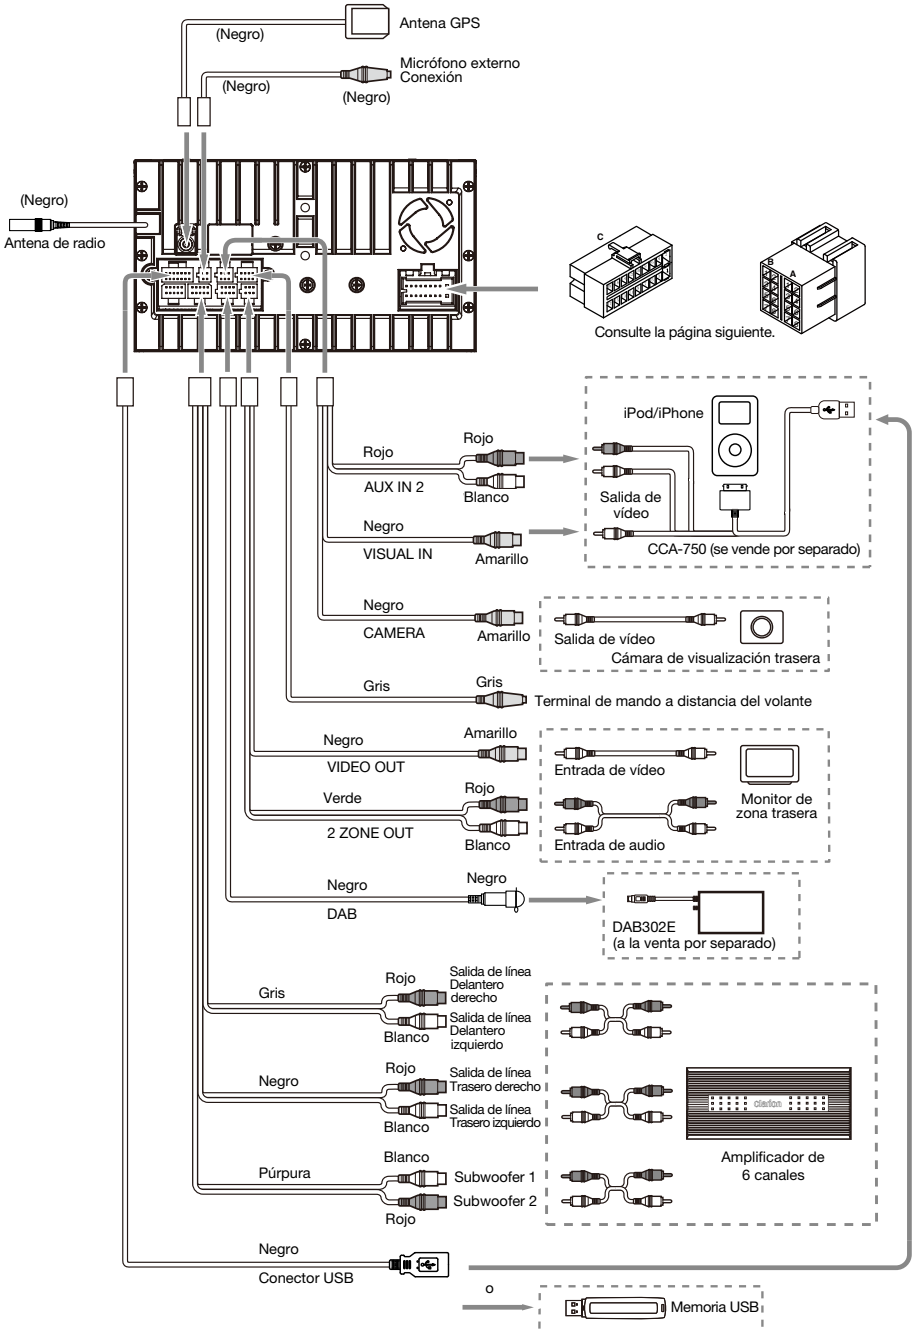 (Negro)
Antena GPS
(Negro)
(Negro)
Micrófono externo
Conexión
(Negro)
Antena de radio
C
B
A
Consulte la página siguiente.
Rojo
AUX IN 2
Rojo
Blanco
Negro
VISUAL IN
Amarillo
iPod/iPhone
Salida de
vídeo
CCA-750 (se vende por separado)
Negro
CAMERA
Amarillo
Salida de vídeo
Cámara de visualización trasera
Gris
Gris
Terminal de mando a distancia del volante
Negro
VIDEO OUT
Amarillo
Entrada de vídeo
Verde
2 ZONE OUT
Rojo
Blanco
Entrada de audio
Monitor de
zona trasera
Negro
DAB
Negro
DAB302E
(a la venta por separado)
Gris
Rojo
Salida de línea
Delantero
derecho
Blanco
Salida de línea
Delantero
izquierdo
Negro
Rojo
Salida de línea
Trasero derecho
Blanco
Salida de línea
Trasero izquierdo
Púrpura
Blanco
Subwoofer 1
Subwoofer 2
Rojo
clarion
Amplificador de
6 canales
Negro
Conector USB
o
Memoria USB